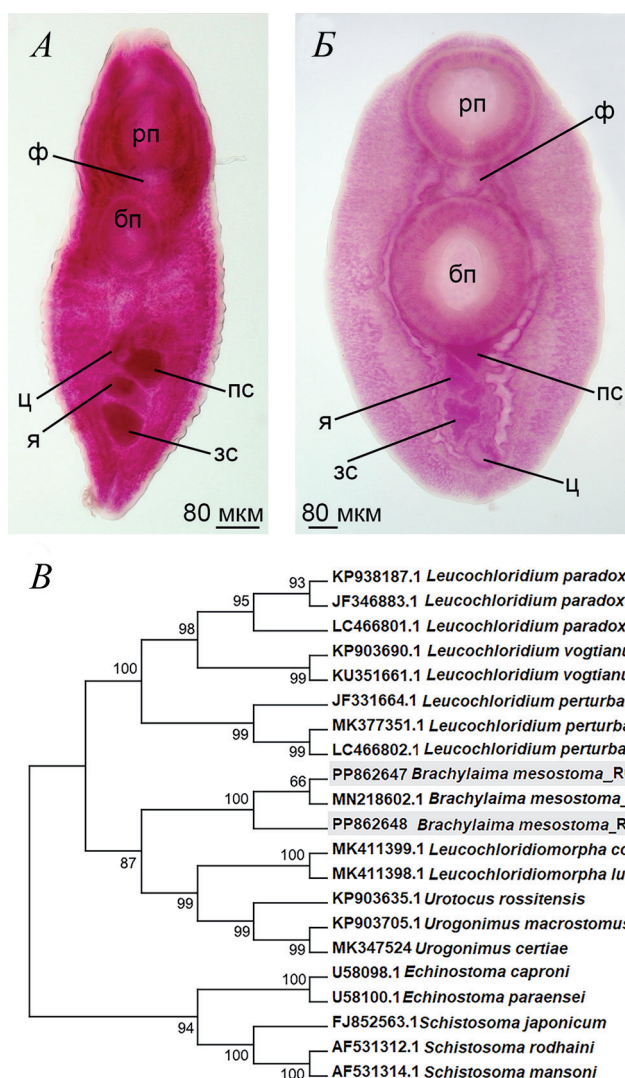 А
Б
рп
рп
ф
ф
бп
бп
ц
пс
пс
я
я
зс
зс
ц
80 мкм
80 мкм
В
93
KP938187.1 Leucochloridium paradox
95
JF346883.1 Leucochloridium paradox
98
LC466801.1 Leucochloridium paradox
KP903690.1 Leucochloridium vogtianu
100
99
KU351661.1 Leucochloridium vogtianu
JF331664.1 Leucochloridium perturba
99
MK377351.1 Leucochloridium perturba
99
LC466802.1 Leucochloridium perturba
66
PP862647 Brachylaima mesostoma_R
100
MN218602.1 Brachylaima mesostoma_
PP862648 Brachylaima mesostoma_R
87
100
MK411399.1 Leucochloridiomorpha co
MK411398.1 Leucochloridiomorpha lu
99
KP903635.1 Urotocus rossitensis
99
KP903705.1 Urogonimus macrostomus
99
MK347524 Urogonimus certiae
100
U58098.1 Echinostoma caproni
94
U58100.1 Echinostoma paraensei
FJ852563.1 Schistosoma japonicum
100
AF531312.1 Schistosoma rodhaini
100
AF531314.1 Schistosoma mansoni